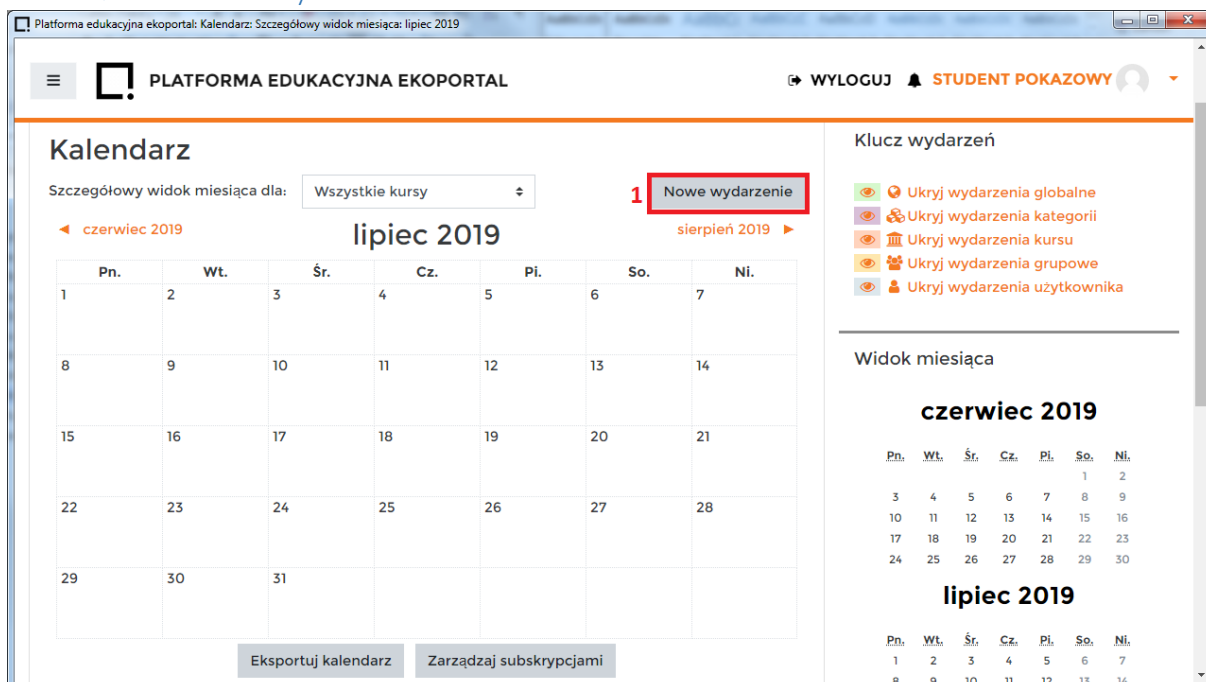 Platforma edukacyjna ekoportal: Kalendarz: Szczegółowy widok miesiąca: lipiec 2019
PLATFORMA EDUKACYJNA EKOPORTAL
WYLOGUJ STUDENT POKAZOWY
Kalendarz
Szczegółowy widok miesiąca dla: Wszystkie kursy
1 Nowe wydarzenie
czerwiec 2019 lipiec 2019 sierpień 2019
Pn. Wt. Śr. Cz. Pi. So. Ni.
1 2 3 4 5 6 7
8 9 10 11 12 13 14
15 16 17 18 19 20 21
22 23 24 25 26 27 28
29 30 31
Eksportuj kalendarz Zarządzaj subskrypcjami
Klucz wydarzeń
Ukryj wydarzenia globalne
Ukryj wydarzenia kategorii
Ukryj wydarzenia kursu
Ukryj wydarzenia grupowe
Ukryj wydarzenia użytkownika
Widok miesiąca
czerwiec 2019
Pn. Wt. Śr. Cz. Pi. So. Ni.
1 2
3 4 5 6 7 8 9
10 11 12 13 14 15 16
17 18 19 20 21 22 23
24 25 26 27 28 29 30
lipiec 2019
Pn. Wt. Śr. Cz. Pi. So. Ni.
1 2 3 4 5 6 7
8 9 10 11 12 13 14